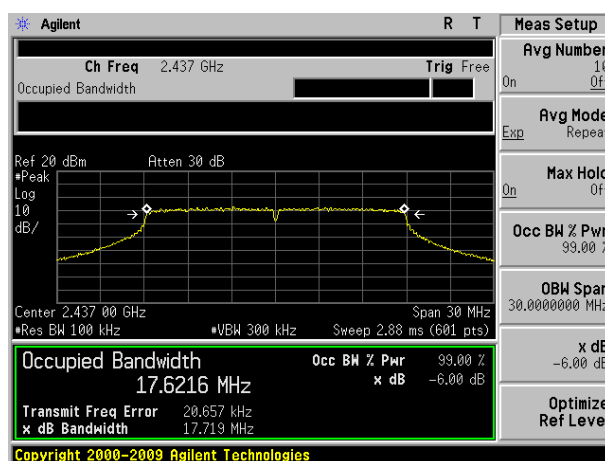 Agilent R T Meas Setup
Ch Freq 2.437 GHz Trig Free
Occupied Bandwidth
Avg Number
10
On Off
Avg Mode
Exp Repeat
Max Hold
On Off
Occ BW % Pwr
99.00 %
OBW Span
30.0000000 MHz
x dB
-6.00 dB
Optimize
Ref Level
Ref 20 dBm Atten 30 dB
#Peak
Log
10
dB/
Center 2.437 00 GHz Span 30 MHz
#Res BW 100 kHz #VBW 300 kHz Sweep 2.88 ms (601 pts)
Occupied Bandwidth Occ BW % Pwr 99.00 %
17.6216 MHz x dB -6.00 dB
Transmit Freq Error 20.657 kHz
x dB Bandwidth 17.719 MHz
Copyright 2000-2009 Agilent Technologies